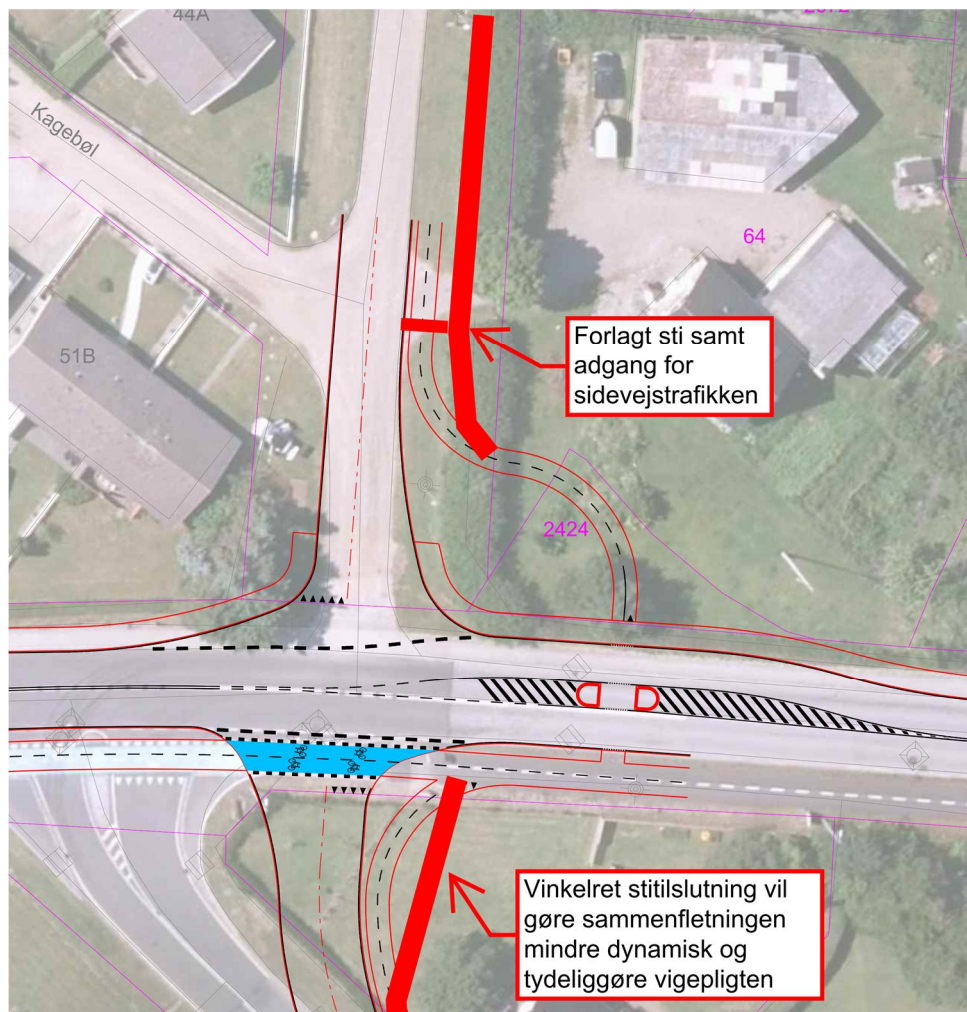 44A
Kagebøl
64
Forlagt sti samt
adgang for
sidevejstrafikken
51B
2424
Vinkelret stitilslutning vil
gøre sammenfletningen
mindre dynamisk og
tydeliggøre vigepligten